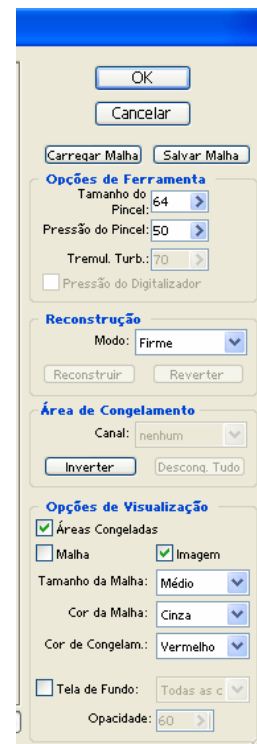 OK
Cancelar
Carregar Malha Salvar Malha
Opções de Ferramenta
Tamanho do
Pincel: 64
Pressão do Pincel: 50
Tremul. Turb.: 70
Pressão do Digitalizador
Reconstrução
Modo: Firme
Reconstruir Reverter
Área de Congelamento
Canal: nenhum
Inverter Descong. Tudo
Opções de Visualização
Áreas Congeladas
Malha Imagem
Tamanho da Malha: Médio
Cor da Malha: Cinza
Cor de Congelam.: Vermelho
Tela de Fundo: Todas as c
Opacidade: 60